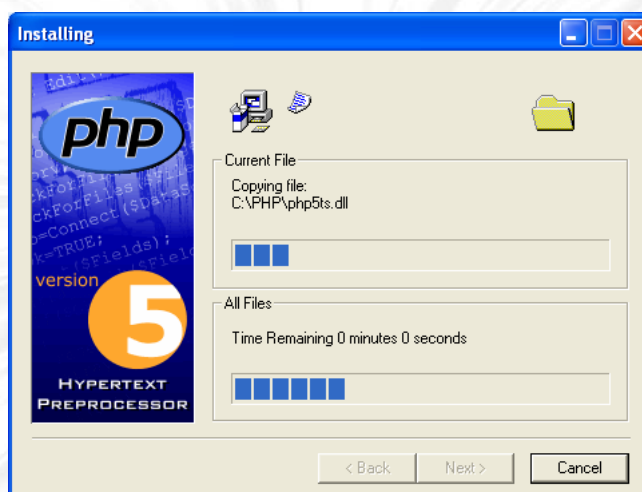 Installing
php
version
5
HYPERTEXT
PREPROCESSOR
Current File
Copying file:
C:\PHP\php5ts.dll
All Files
Time Remaining 0 minutes 0 seconds
< Back
Next >
Cancel